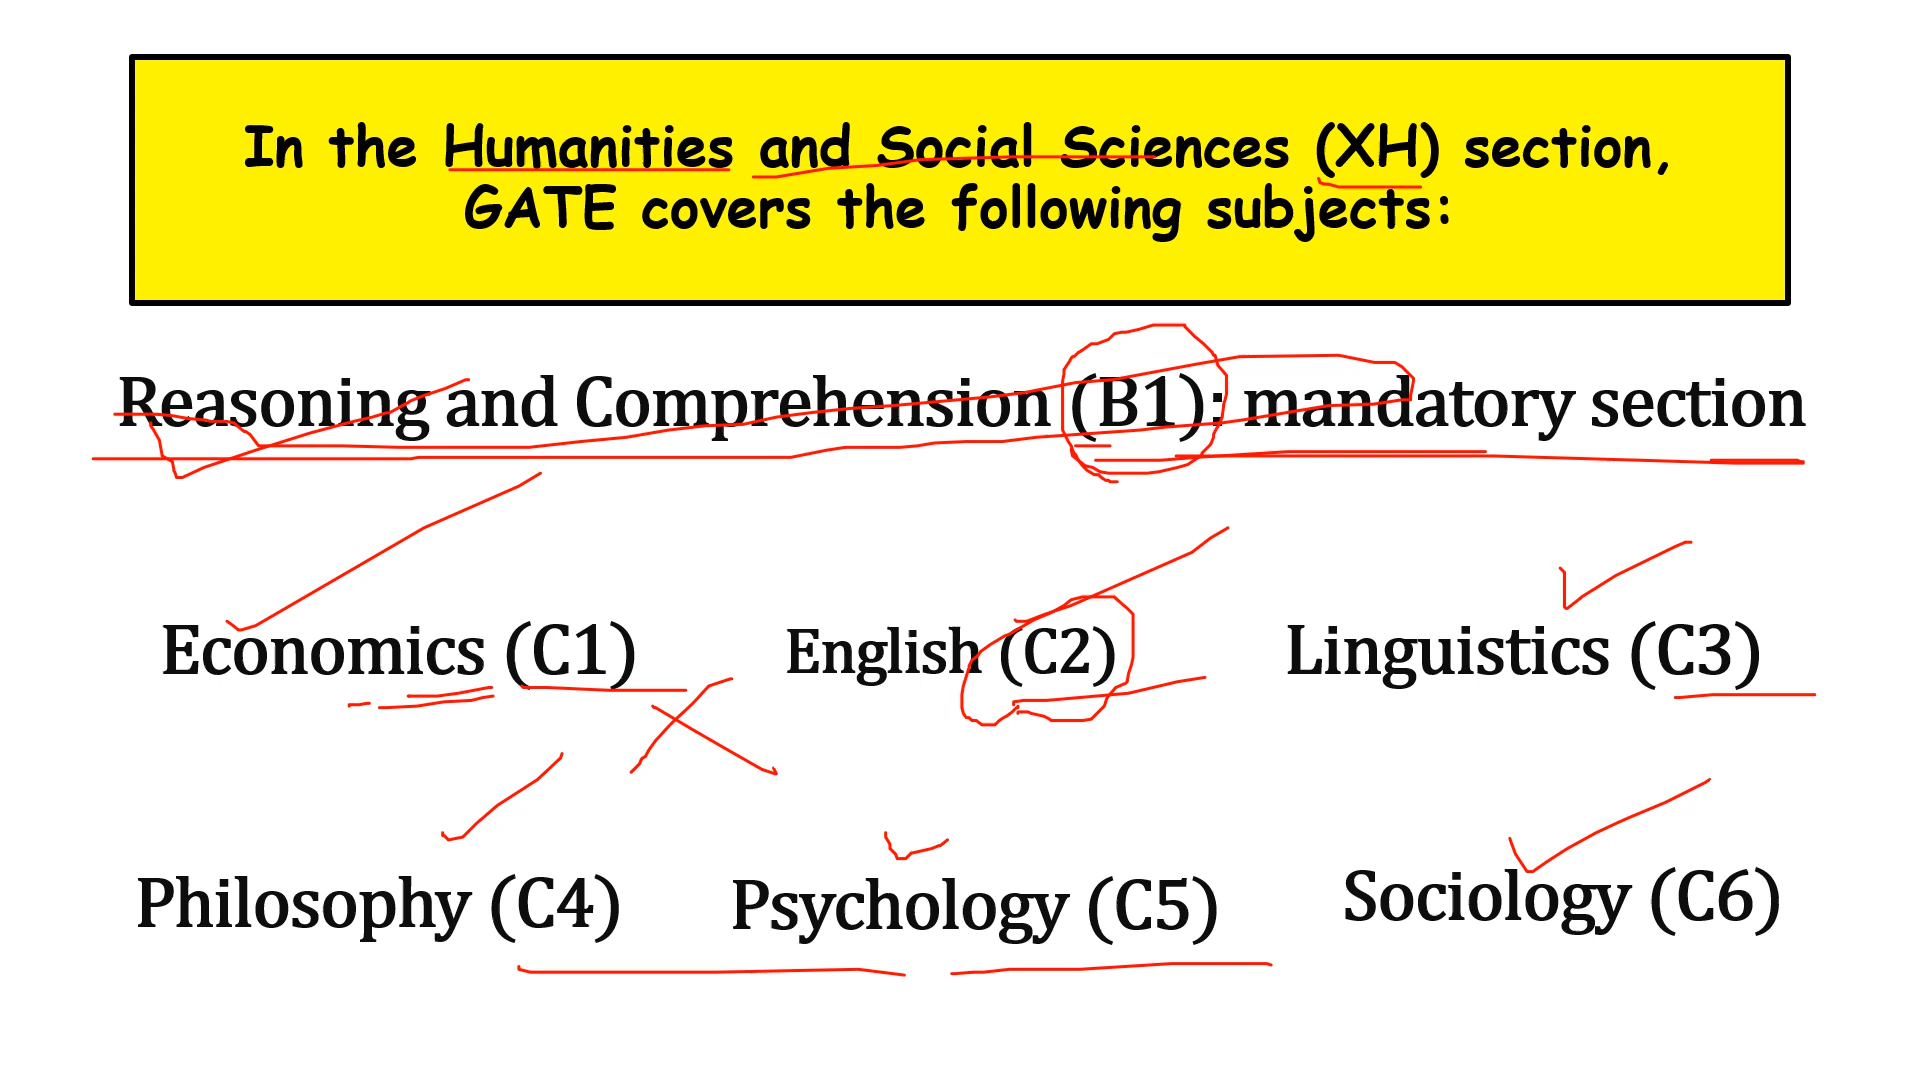 In the Humanities and Social Sciences (XH) section,
GATE covers the following subjects:
Reasoning and Comprehension (B1): mandatory section
Economics (C1) English (C2) Linguistics (C3)
Philosophy (C4) Psychology (C5) Sociology (C6)